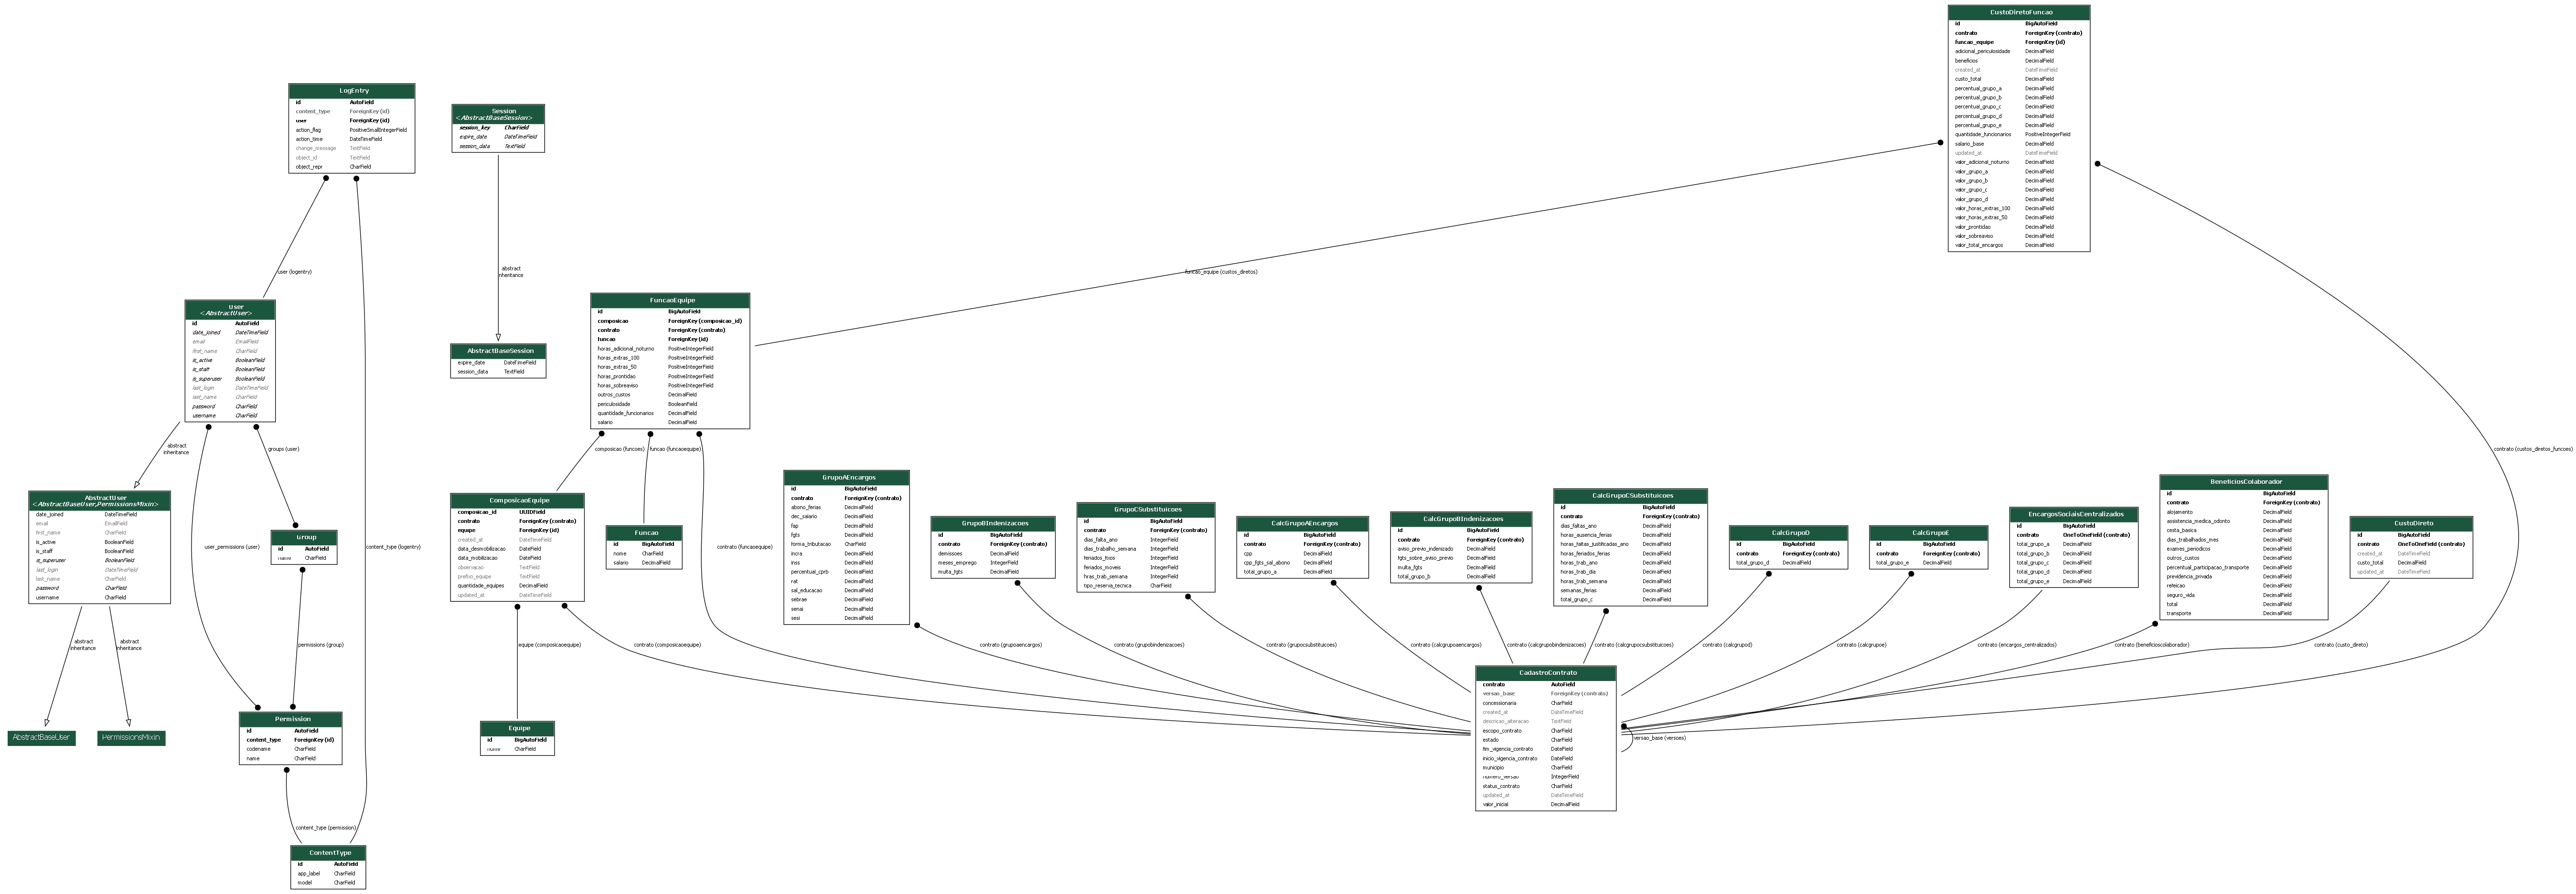 CustoDiretoFuncao
id BigAutoField
contrato ForeignKey (contrato)
funcao_equipe ForeignKey (id)
adicional_periculosidade DecimalField
beneficios DecimalField
created_at DateTimeField
custo_total DecimalField
percentual_grupo_a DecimalField
percentual_grupo_b DecimalField
percentual_grupo_c DecimalField
percentual_grupo_d DecimalField
percentual_grupo_e DecimalField
quantidade_funcionarios PositiveIntegerField
salario_base DecimalField
updated_at DateTimeField
valor_adicional_noturno DecimalField
valor_grupo_a DecimalField
valor_grupo_b DecimalField
valor_grupo_c DecimalField
valor_grupo_d DecimalField
valor_horas_extras_100 DecimalField
valor_horas_extras_50 DecimalField
valor_prontidao DecimalField
valor_sobreaviso DecimalField
valor_total_encargos DecimalField
LogEntry
id AutoField
content_type ForeignKey (id)
user ForeignKey (id)
action_flag PositiveSmallIntegerField
action_time DateTimeField
change_message TextField
object_id TextField
object_repr CharField
Session
<AbstractBaseSession>
session_key CharField
expire_date DateTimeField
session_data TextField
user (logentry)
abstract
inheritance
funcao_equipe (custos_diretos)
User
<AbstractUser>
id AutoField
date_joined DateTimeField
email EmailField
first_name CharField
is_active BooleanField
is_staff BooleanField
is_superuser BooleanField
last_login DateTimeField
last_name CharField
password CharField
username CharField
AbstractBaseSession
expire_date DateTimeField
session_data TextField
FuncaoEquipe
id BigAutoField
composicao ForeignKey (composicao_id)
contrato ForeignKey (contrato)
funcao ForeignKey (id)
horas_adicional_noturno PositiveIntegerField
horas_extras_100 PositiveIntegerField
horas_extras_50 PositiveIntegerField
horas_prontidao PositiveIntegerField
horas_sobreaviso PositiveIntegerField
outros_custos DecimalField
periculosidade BooleanField
quantidade_funcionarios DecimalField
salario DecimalField
abstract
inheritance
groups (user)
composicao (funcoes)
funcao (funcaoequipe)
contrato (custos_diretos_funcoes)
AbstractUser
<AbstractBaseUser,PermissionsMixin>
date_joined DateTimeField
email EmailField
first_name CharField
is_active BooleanField
is_staff BooleanField
is_superuser BooleanField
last_login DateTimeField
last_name CharField
password CharField
username CharField
user_permissions (user)
Group
id AutoField
name CharField
content_type (logentry)
ComposicaoEquipe
composicao_id UUIDField
contrato ForeignKey (contrato)
equipe ForeignKey (id)
created_at DateTimeField
data_desmobilizacao DateField
data_mobilizacao DateField
observacao TextField
prefixo_equipe TextField
quantidade_equipes DecimalField
updated_at DateTimeField
Funcao
id BigAutoField
nome CharField
salario DecimalField
contrato (funcaoequipe)
GrupoAEncargos
id BigAutoField
contrato ForeignKey (contrato)
abono_ferias DecimalField
dec_salario DecimalField
fap DecimalField
fgts DecimalField
forma_tributacao CharField
incra DecimalField
inss DecimalField
percentual_cprb DecimalField
rat DecimalField
sal_educacao DecimalField
sebrae DecimalField
senai DecimalField
sesi DecimalField
GrupoBIndenizacoes
id BigAutoField
contrato ForeignKey (contrato)
demissoes DecimalField
meses_emprego IntegerField
multa_fgts DecimalField
GrupoCSubstituicoes
id BigAutoField
contrato ForeignKey (contrato)
dias_falta_ano IntegerField
dias_trabalho_semana IntegerField
feriados_fixos IntegerField
feriados_moveis IntegerField
hras_trab_semana IntegerField
tipo_reserva_tecnica CharField
CalcGrupoAEncargos
id BigAutoField
contrato ForeignKey (contrato)
cpp DecimalField
cpp_fgts_sal_abono DecimalField
total_grupo_a DecimalField
CalcGrupoBIndenizacoes
id BigAutoField
contrato ForeignKey (contrato)
aviso_previo_indenizado DecimalField
fgts_sobre_aviso_previo DecimalField
multa_fgts DecimalField
total_grupo_b DecimalField
CalcGrupoCSubstituicoes
id BigAutoField
contrato ForeignKey (contrato)
dias_faltas_ano DecimalField
horas_ausencia_ferias DecimalField
horas_faltas_justificadas_ano DecimalField
horas_feriados_ferias DecimalField
horas_trab_ano DecimalField
horas_trab_dia DecimalField
horas_trab_semana DecimalField
semanas_ferias DecimalField
total_grupo_c DecimalField
CalcGrupoD
id BigAutoField
contrato ForeignKey (contrato)
total_grupo_d DecimalField
CalcGrupoE
id BigAutoField
contrato ForeignKey (contrato)
total_grupo_e DecimalField
EncargosSociaisCentralizados
id BigAutoField
contrato OneToOneField (contrato)
total_grupo_a DecimalField
total_grupo_b DecimalField
total_grupo_c DecimalField
total_grupo_d DecimalField
total_grupo_e DecimalField
BeneficiosColaborador
id BigAutoField
contrato ForeignKey (contrato)
alojamento DecimalField
assistencia_medica_odonto DecimalField
cesta_basica DecimalField
dias_trabalhados_mes DecimalField
exames_periodicos DecimalField
outros_custos DecimalField
percentual_participacao_transporte DecimalField
previdencia_privada DecimalField
refeicao DecimalField
seguro_vida DecimalField
total DecimalField
transporte DecimalField
CustoDireto
id BigAutoField
contrato OneToOneField (contrato)
created_at DateTimeField
custo_total DecimalField
updated_at DateTimeField
abstract
inheritance
abstract
inheritance
permissions (group)
equipe (composicaoequipe)
contrato (composicaoequipe)
contrato (grupoaencargos)
contrato (grupobindenizacoes)
contrato (grupocsubstituicoes)
contrato (calcgrupoaencargos)
contrato (calcgrupobindenizacoes)
contrato (calcgrupocsubstituicoes)
contrato (calcgrupod)
contrato (calcgrupoe)
contrato (encargos_centralizados)
contrato (beneficioscolaborador)
contrato (custo_direto)
AbstractBaseUser
PermissionsMixin
Permission
id AutoField
content_type ForeignKey (id)
codename CharField
name CharField
Equipe
id BigAutoField
nome CharField
CadastroContrato
contrato AutoField
versao_base ForeignKey (contrato)
concessionaria CharField
created_at DateTimeField
descricao_alteracao TextField
escopo_contrato CharField
estado CharField
fim_vigencia_contrato DateField
inicio_vigencia_contrato DateField
municipio CharField
numero_versao IntegerField
status_contrato CharField
updated_at DateTimeField
valor_inicial DecimalField
versao_base (versoes)
content_type (permission)
ContentType
id AutoField
app_label CharField
model CharField